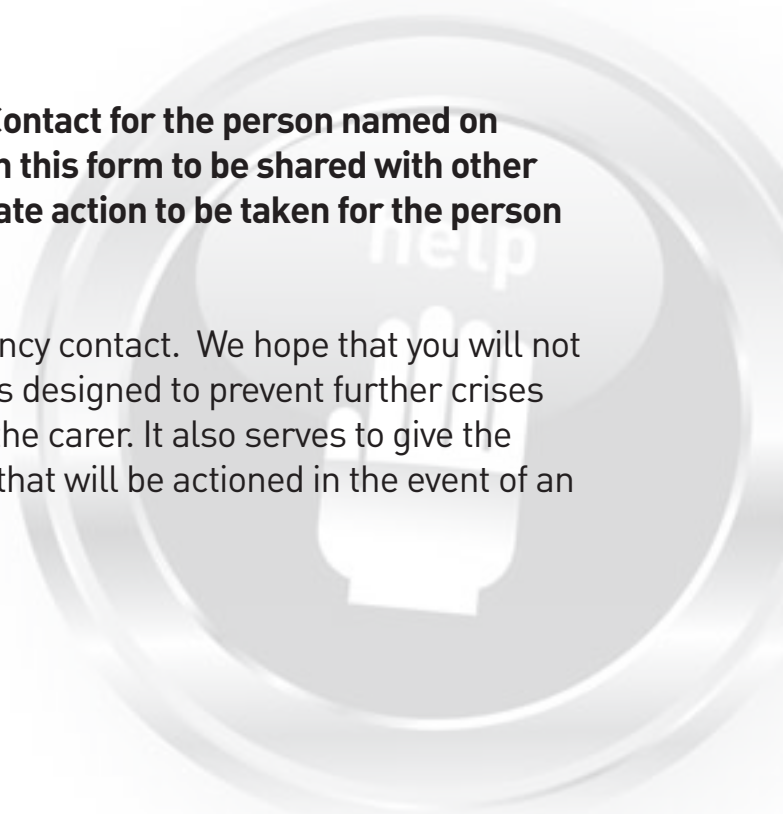 Contact for the person named on
n this form to be shared with other
ate action to be taken for the person
help
ncy contact. We hope that you will not
s designed to prevent further crises
he carer. It also serves to give the
that will be actioned in the event of an